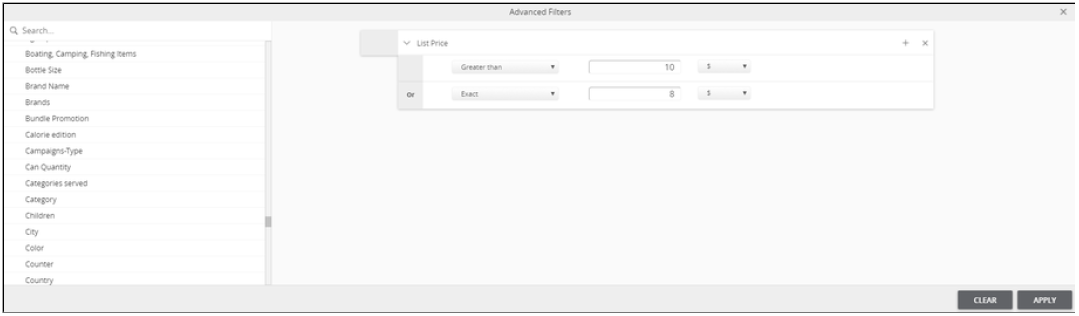 Advanced Filters
Search...
Boating, Camping, Fishing Items
Bottle Size
Brand Name
Brands
Bundle Promotion
Calorie edition
Campaigns-Type
Can Quantity
Categories served
Category
Children
City
Color
Counter
Country
List Price
Greater than 10 $
Or Exact 8 $
CLEAR APPLY